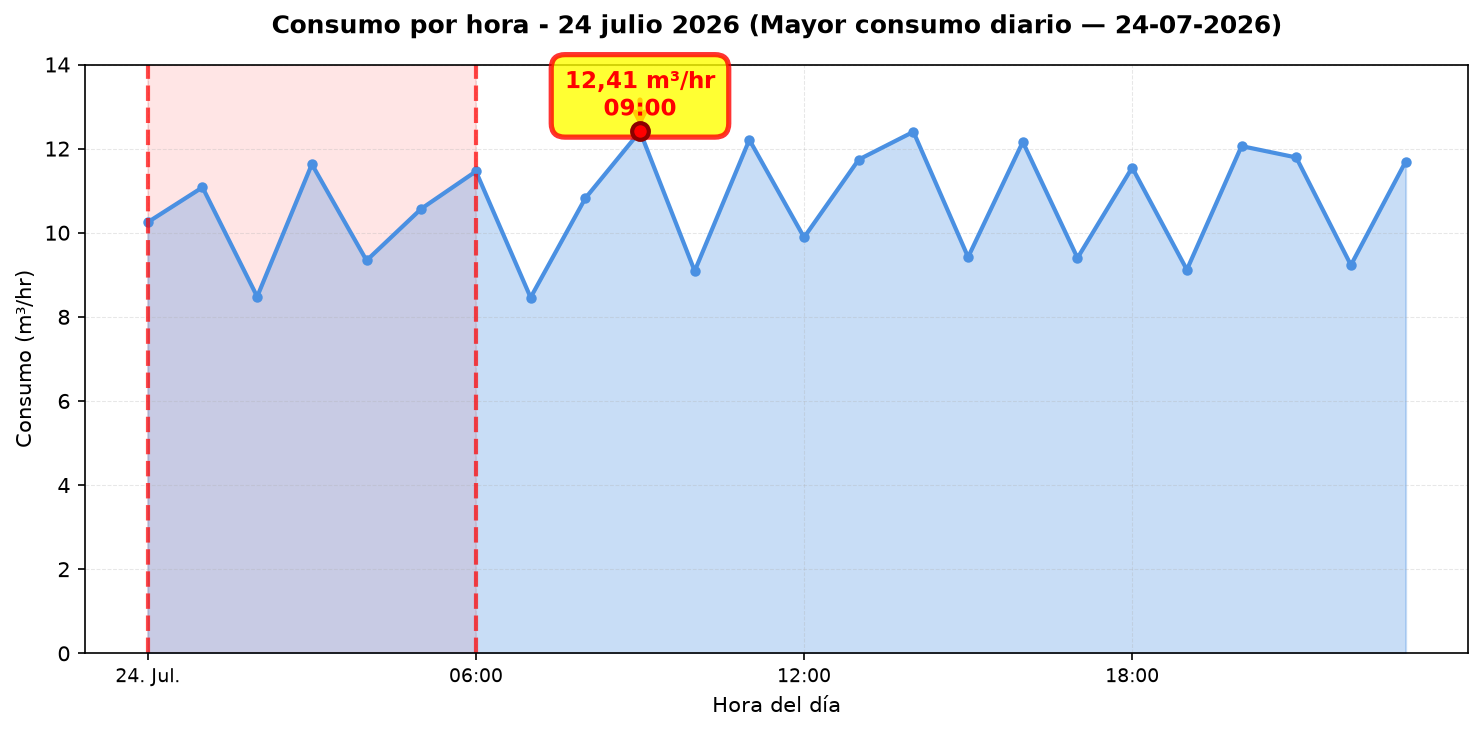 Consumo por hora - 24 julio 2026 (Mayor consumo diario — 24-07-2026)
12,41 m³/hr
09:00
Consumo (m³/hr)
14
12
10
8
6
4
2
0
24. Jul.
06:00
12:00
18:00
Hora del día